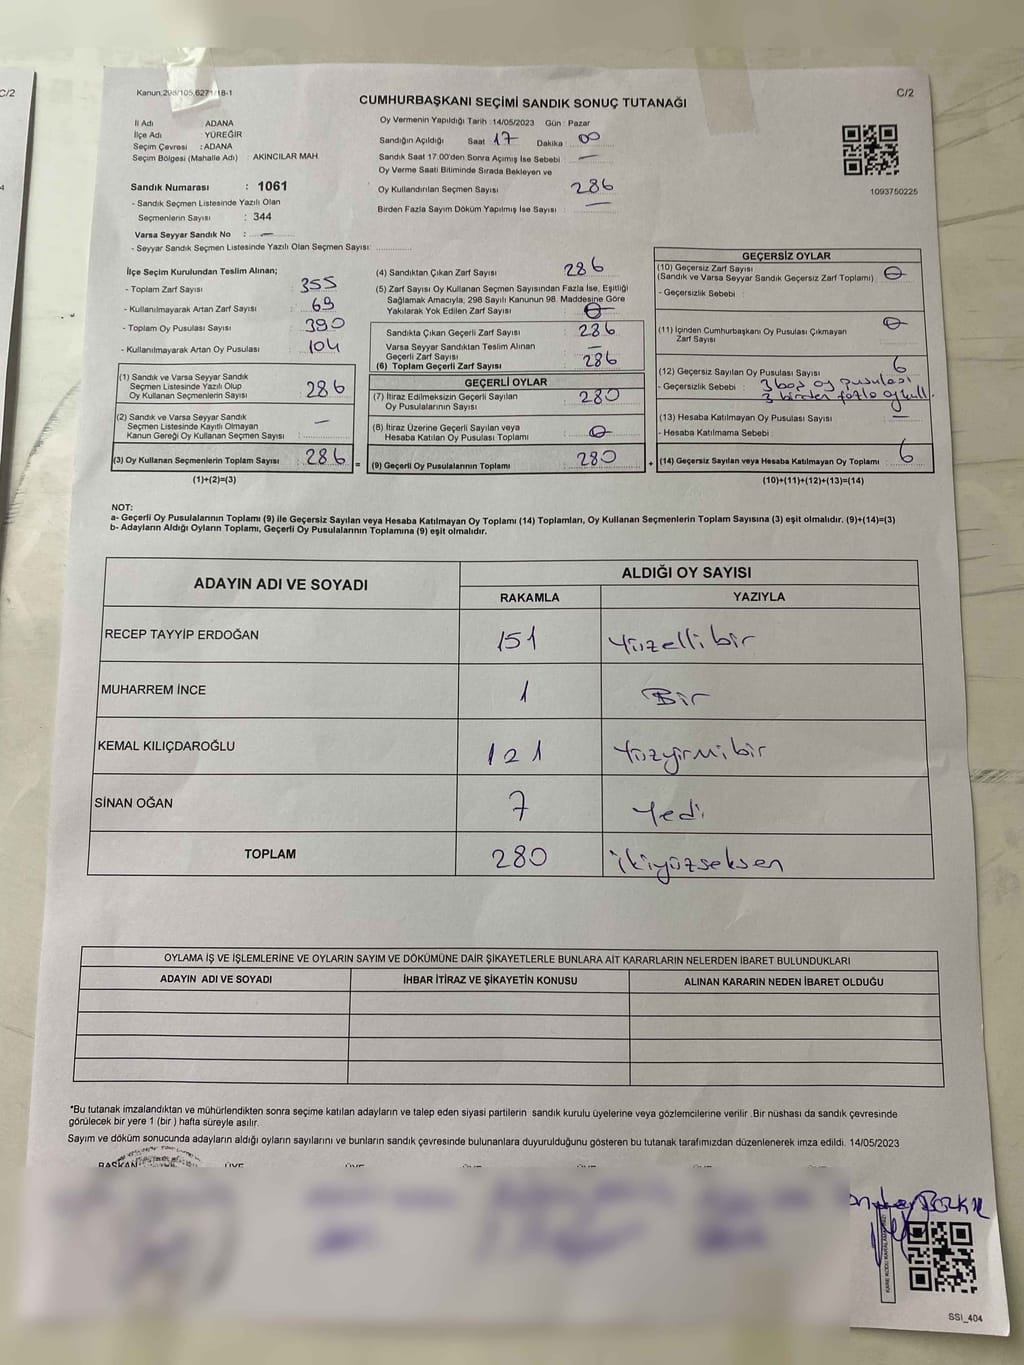 C/2
Kanun,298/105,6271/18-1
CUMHURBAŞKANI SEÇİMİ SANDIK SONUÇ TUTANAĞI
C/2
İl Adı ADANA
İlçe Adı YÜREĞİR
Seçim Çevresi : ADANA
Seçim Bölgesi (Mahalle Adı) : AKINCILAR MAH.
Sandık Numarası : 1061
- Sandık Seçmen Listesinde Yazılı Olan
Seçmenlerin Sayısı : 344
Varsa Seyyar Sandık No : —
- Seyyar Sandık Seçmen Listesinde Yazılı Olan Seçmen Sayısı:
Oy Vermenin Yapıldığı Tarih :14/05/2023 Gün : Pazar
Sandığın Açıldığı Saat 17 Dakika 00
Sandık Saat 17.00'den Sonra Açımış İse Sebebi : —
Oy Verme Saati Bitiminde Sırada Bekleyen ve
Oy Kullandırılan Seçmen Sayısı : 286
Birden Fazla Sayım Döküm Yapılmış İse Sayısı : —
1093750225
İlçe Seçim Kurulundan Teslim Alınan;
- Toplam Zarf Sayısı : 355
- Kullanılmayarak Artan Zarf Sayısı : 69
- Toplam Oy Pusulası Sayısı : 390
- Kullanılmayarak Artan Oy Pusulası : 104
(1) Sandık ve Varsa Seyyar Sandık
Seçmen Listesinde Yazılı Olup
Oy Kullanan Seçmenlerin Sayısı : 286
(2) Sandık ve Varsa Seyyar Sandık
Seçmen Listesinde Kayıtlı Olmayan
Kanun Gereği Oy Kullanan Seçmen Sayısı : —
(3) Oy Kullanan Seçmenlerin Toplam Sayısı : 286 =
(1)+(2)=(3)
(4) Sandıktan Çıkan Zarf Sayısı : 286
(5) Zarf Sayısı Oy Kullanan Seçmen Sayısından Fazla İse, Eşitliği
Sağlamak Amacıyla, 298 Sayılı Kanunun 98. Maddesine Göre
Yakılarak Yok Edilen Zarf Sayısı : 0
Sandıkta Çıkan Geçerli Zarf Sayısı : 286
Varsa Seyyar Sandıktan Teslim Alınan
Geçerli Zarf Sayısı : —
(6) Toplam Geçerli Zarf Sayısı : 286
GEÇERLİ OYLAR
(7) İtiraz Edilmeksizin Geçerli Sayılan
Oy Pusulalarının Sayısı : 280
(8) İtiraz Üzerine Geçerli Sayılan veya
Hesaba Katılan Oy Pusulası Toplamı : 0
(9) Geçerli Oy Pusulalarının Toplamı : 280 +
GEÇERSİZ OYLAR
(10) Geçersiz Zarf Sayısı
(Sandık ve Varsa Seyyar Sandık Geçersiz Zarf Toplamı) : 0
- Geçersizlik Sebebi :
(11) İçinden Cumhurbaşkanı Oy Pusulası Çıkmayan
Zarf Sayısı : 0
(12) Geçersiz Sayılan Oy Pusulası Sayısı : 6
- Geçersizlik Sebebi : 3 boş oy pusulası
3 birden fazla oy kull.
(13) Hesaba Katılmayan Oy Pusulası Sayısı : —
- Hesaba Katılmama Sebebi :
(14) Geçersiz Sayılan veya Hesaba Katılmayan Oy Toplamı : 6
(10)+(11)+(12)+(13)=(14)
NOT:
a- Geçerli Oy Pusulalarının Toplamı (9) ile Geçersiz Sayılan veya Hesaba Katılmayan Oy Toplamı (14) Toplamları, Oy Kullanan Seçmenlerin Toplam Sayısına (3) eşit olmalıdır. (9)+(14)=(3)
b- Adayların Aldığı Oyların Toplamı, Geçerli Oy Pusulalarının Toplamına (9) eşit olmalıdır.
ADAYIN ADI VE SOYADI
ALDIĞI OY SAYISI
RAKAMLA YAZIYLA
RECEP TAYYİP ERDOĞAN 151 Yüzellibir
MUHARREM İNCE 1 Bir
KEMAL KILIÇDAROĞLU 121 Yüzyirmibir
SİNAN OĞAN 7 Yedi
TOPLAM 280 İkiyüzseksen
OYLAMA İŞ VE İŞLEMLERİNE VE OYLARIN SAYIM VE DÖKÜMÜNE DAİR ŞİKAYETLERLE BUNLARA AİT KARARLARIN NELERDEN İBARET BULUNDUKLARI
ADAYIN ADI VE SOYADI İHBAR İTİRAZ VE ŞİKAYETİN KONUSU ALINAN KARARIN NEDEN İBARET OLDUĞU
*Bu tutanak imzalandıktan ve mühürlendikten sonra seçime katılan adayların ve talep eden siyasi partilerin sandık kurulu üyelerine veya gözlemcilerine verilir .Bir nüshası da sandık çevresinde
görülecek bir yere 1 (bir ) hafta süreyle asılır.
Sayım ve döküm sonucunda adayların aldığı oyların sayılarını ve bunların sandık çevresinde bulunanlara duyurulduğunu gösteren bu tutanak tarafımızdan düzenlenerek imza edildi. 14/05/2023
BAŞKAN ÜYE ÜYE ÜYE ÜYE ÜYE ÜYE
KARE KODU KARALAMAYINIZ
SSI_404